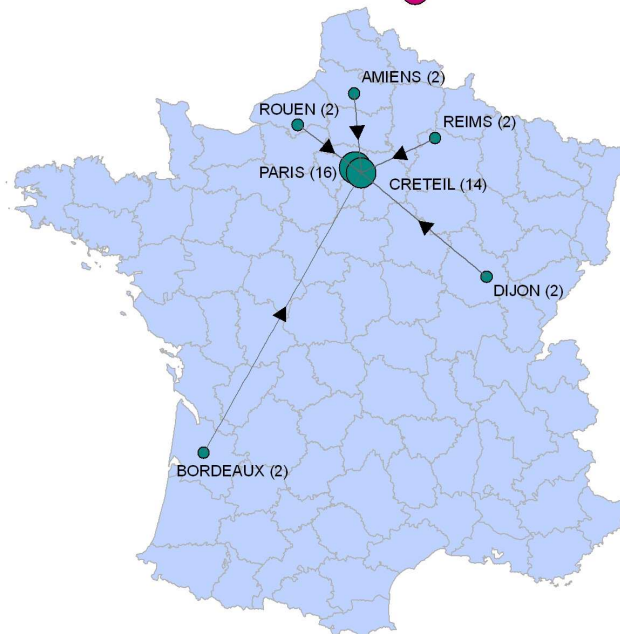 AMIENS (2)
ROUEN (2)
REIMS (2)
PARIS (16)
CRETEIL (14)
DIJON (2)
BORDEAUX (2)